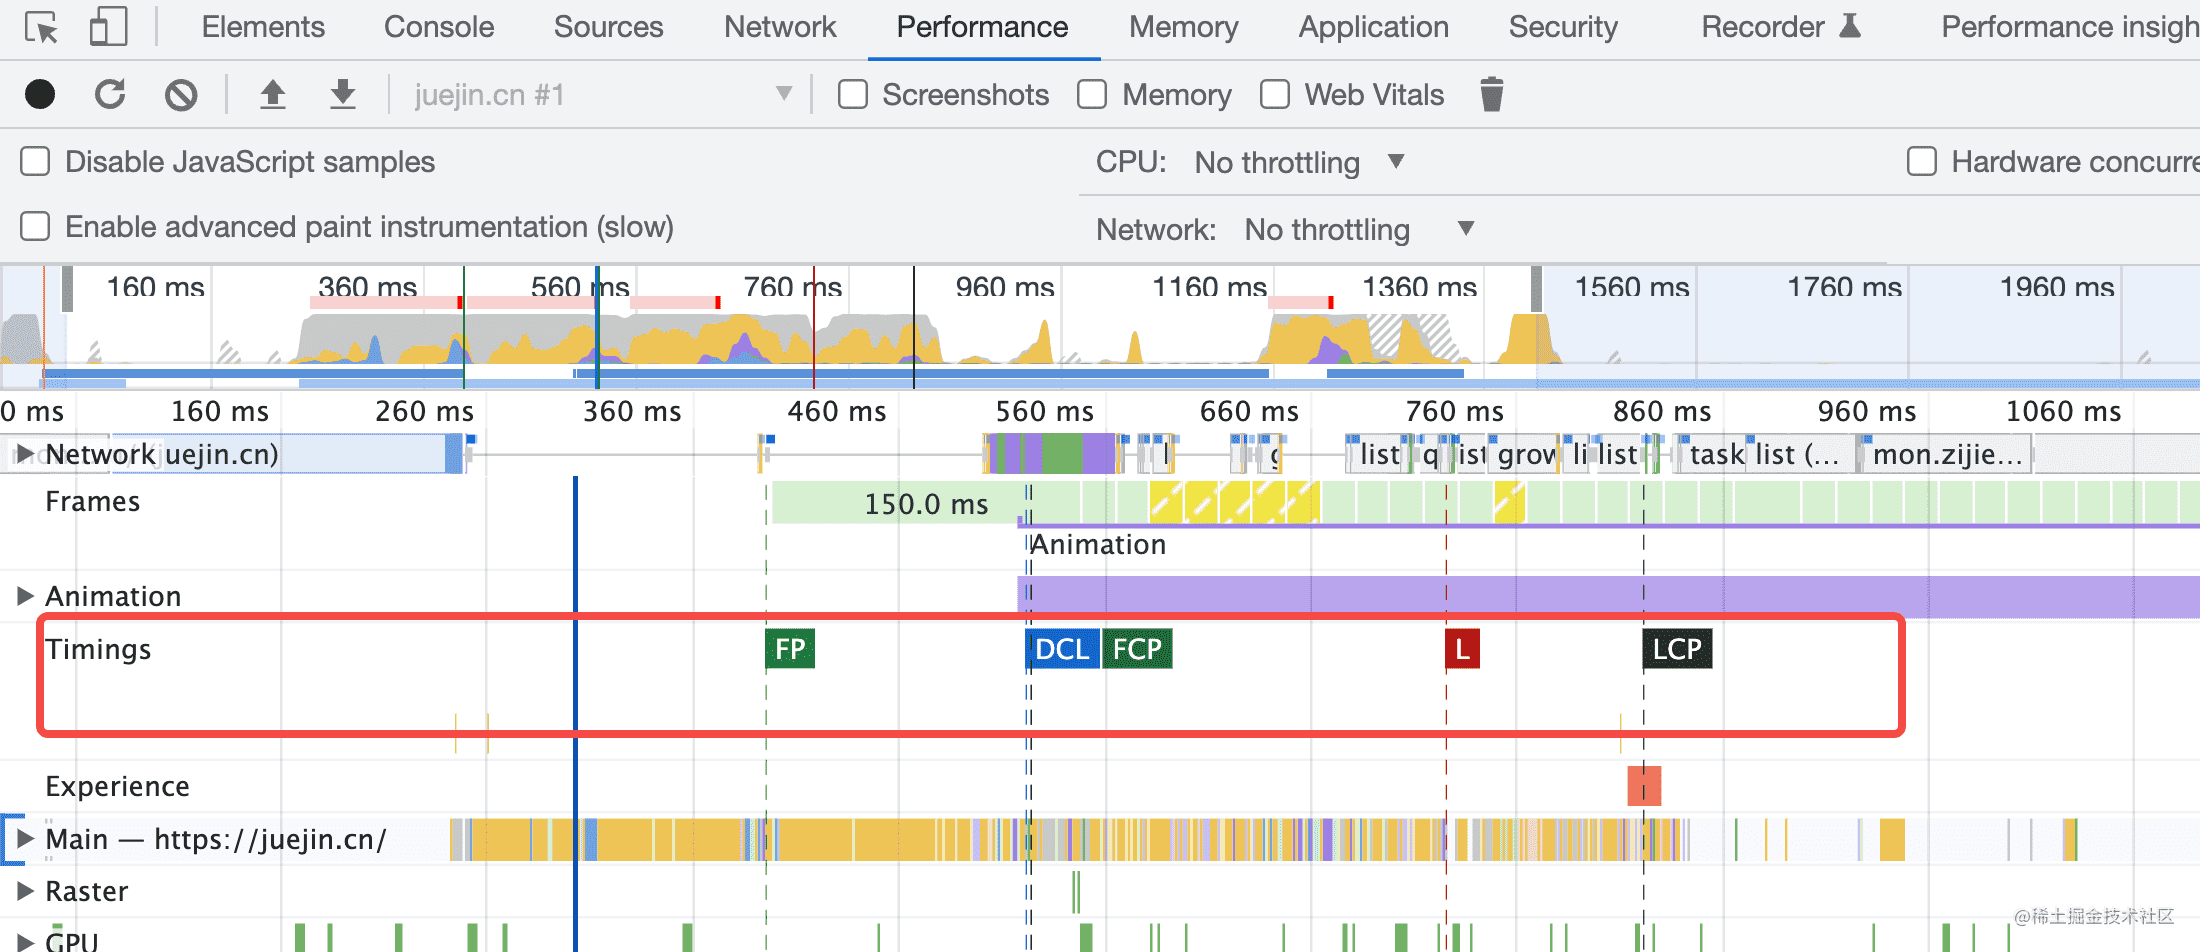 Elements Console Sources Network Performance Memory Application Security Recorder Performance insigh
juejin.cn #1 Screenshots Memory Web Vitals
Disable JavaScript samples CPU: No throttling Hardware concurre
Enable advanced paint instrumentation (slow) Network: No throttling
160 ms 360 ms 560 ms 760 ms 960 ms 1160 ms 1360 ms 1560 ms 1760 ms 1960 ms
0 ms 160 ms 260 ms 360 ms 460 ms 560 ms 660 ms 760 ms 860 ms 960 ms 1060 ms
Network juejin.cn) l g list q ist grow li list task list (... mon.zijie...
Frames 150.0 ms
Animation
Animation
Timings FP DCL FCP L LCP
Experience
Main — https://juejin.cn/
Raster
GPU
@稀土掘金技术社区